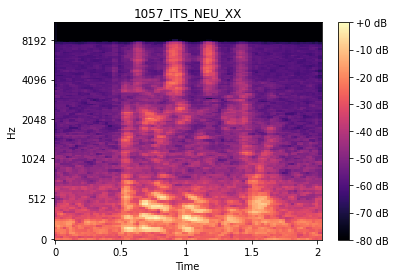 1057_ITS_NEU_XX
+0 dB
8192
-10 dB
4096
-20 dB
-30 dB
2048
Hz
-40 dB
1024
-50 dB
-60 dB
512
-70 dB
0
-80 dB
0
0.5
1
1.5
2
Time